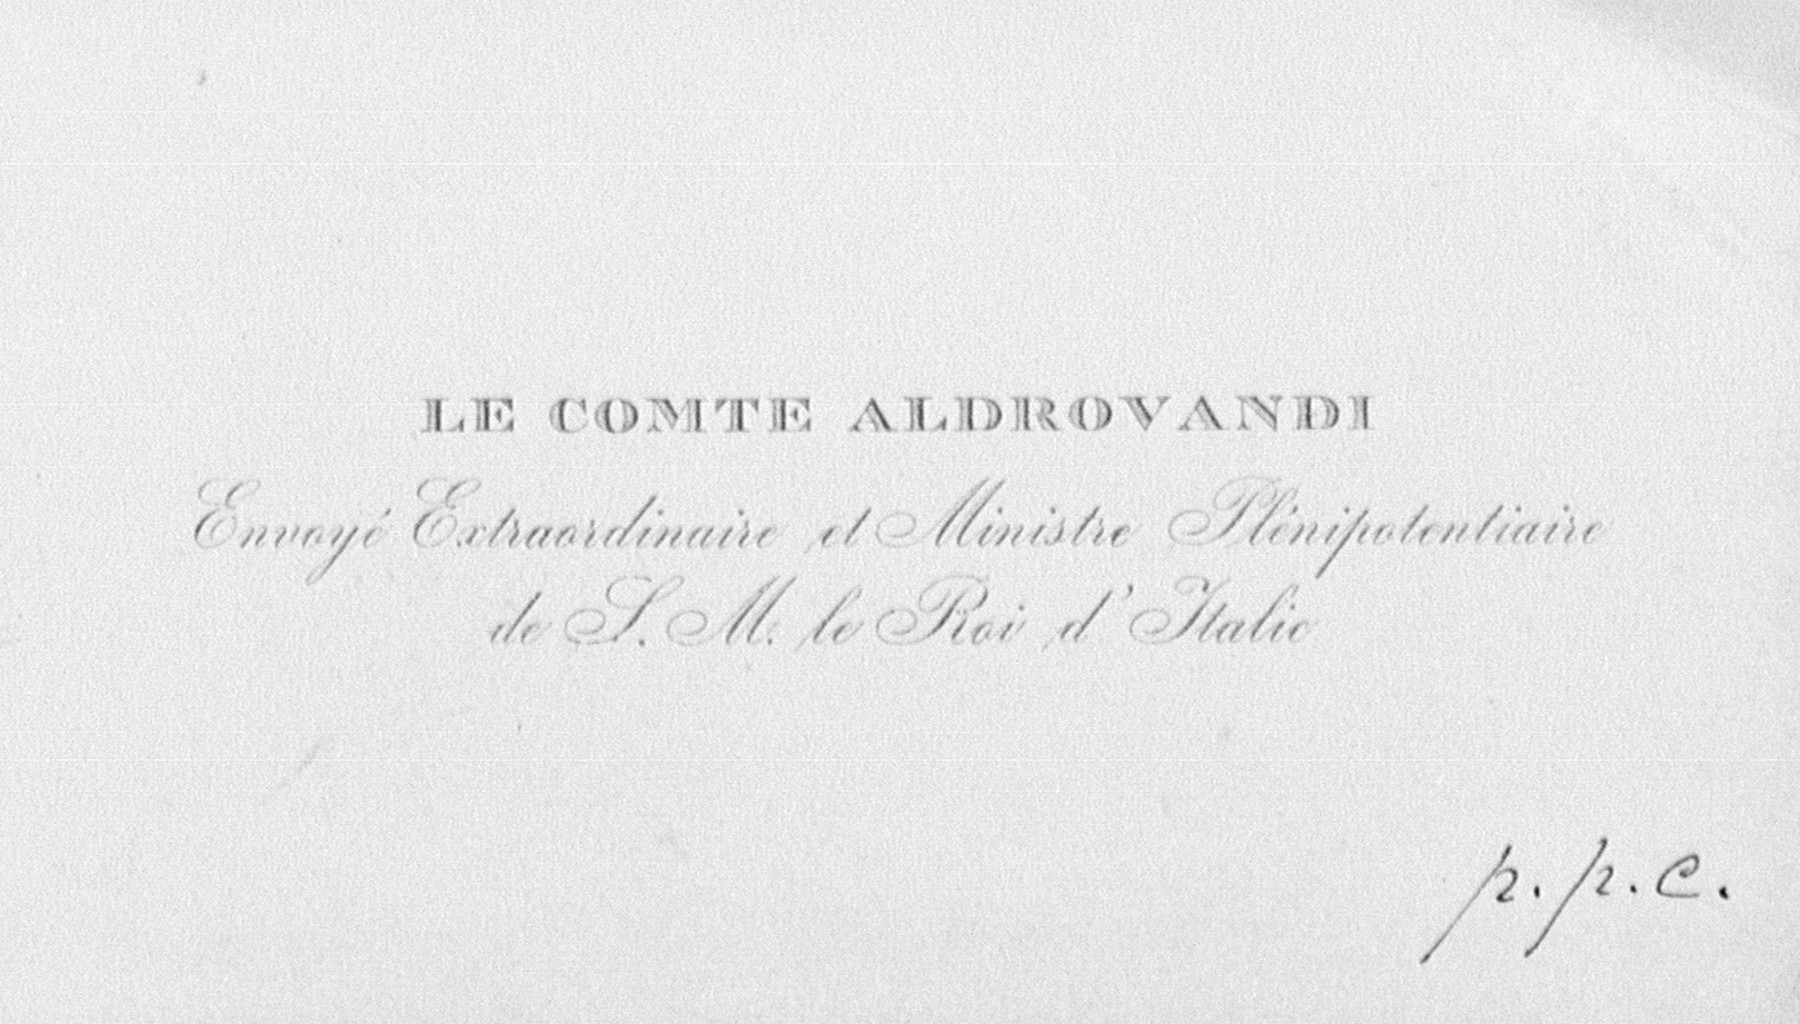 LE COMTE ALDROVANDI
Envoyé Extraordinaire et Ministre Plénipotentiaire
de S. M. le Roi d'Italie
p.p.c.